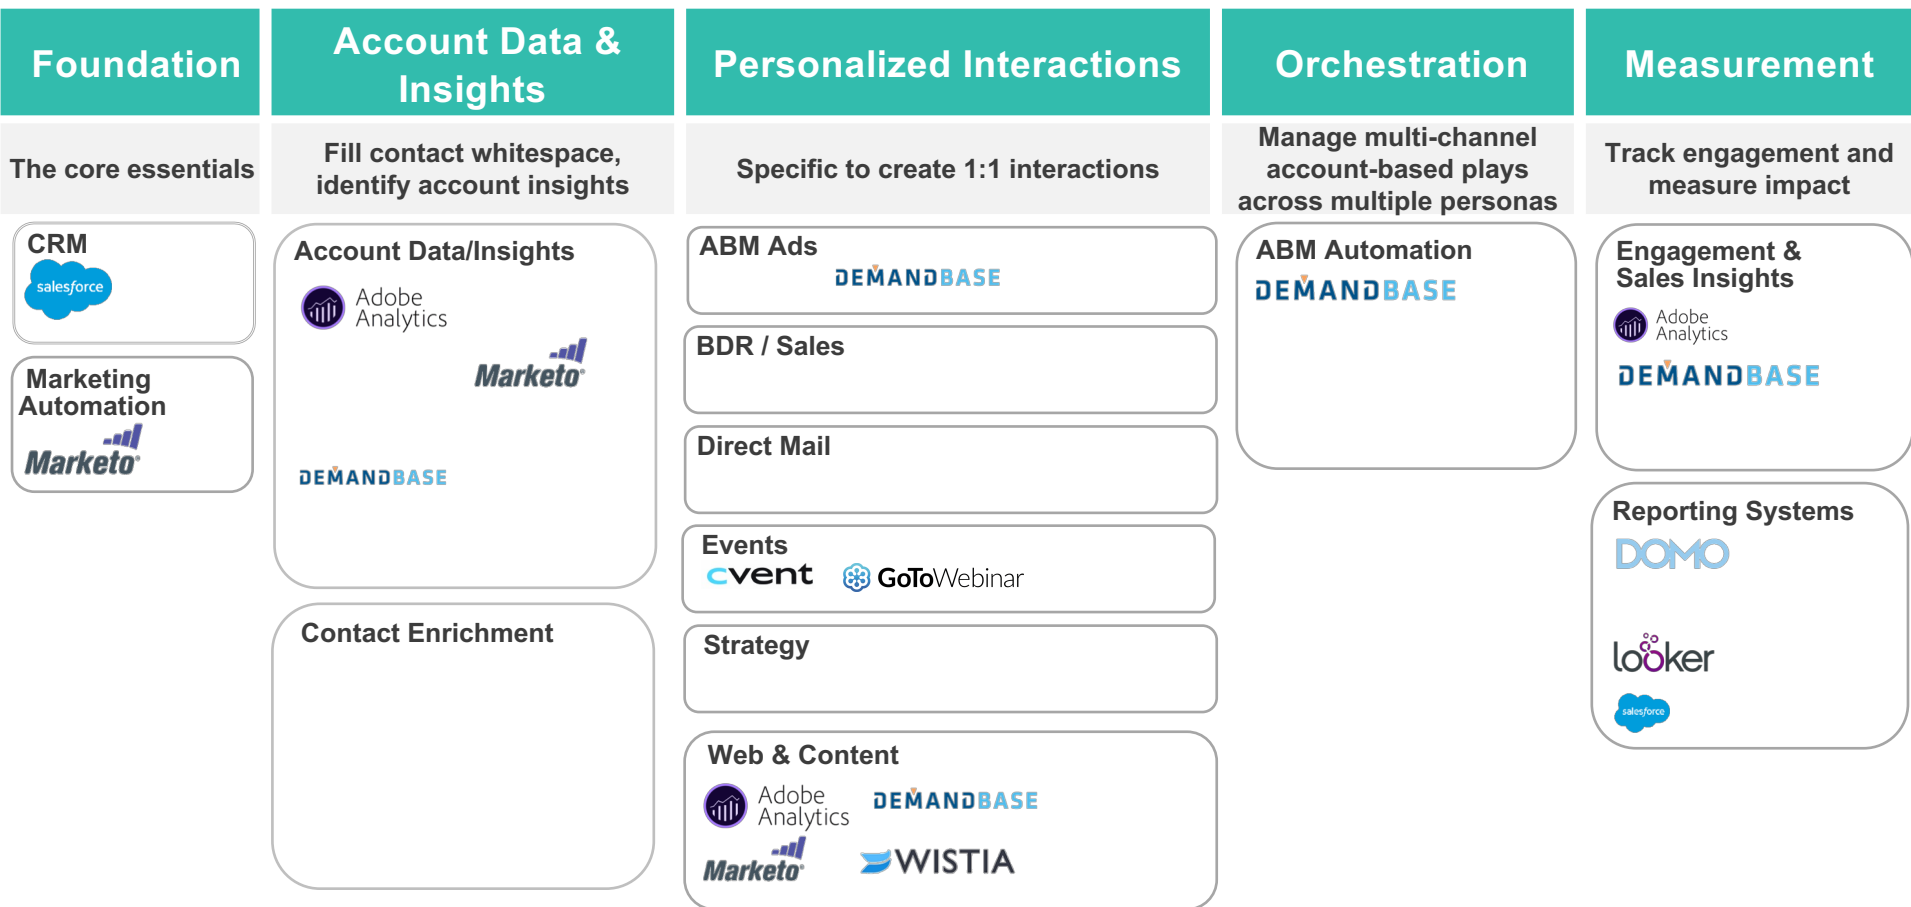 Foundation
Account Data &
Insights
Personalized Interactions
Orchestration
Measurement
The core essentials
Fill contact whitespace,
identify account insights
Specific to create 1:1 interactions
Manage multi-channel
account-based plays
across multiple personas
Track engagement and
measure impact
CRM
salesforce
Marketing
Automation
Marketo
Account Data/Insights
Adobe
Analytics
Marketo
DEMANDBASE
Contact Enrichment
ABM Ads
DEMANDBASE
BDR / Sales
Direct Mail
Events
cvent GoToWebinar
Strategy
Web & Content
Adobe
Analytics
DEMANDBASE
Marketo
WISTIA
ABM Automation
DEMANDBASE
Engagement &
Sales Insights
Adobe
Analytics
DEMANDBASE
Reporting Systems
DOMO
looker
salesforce